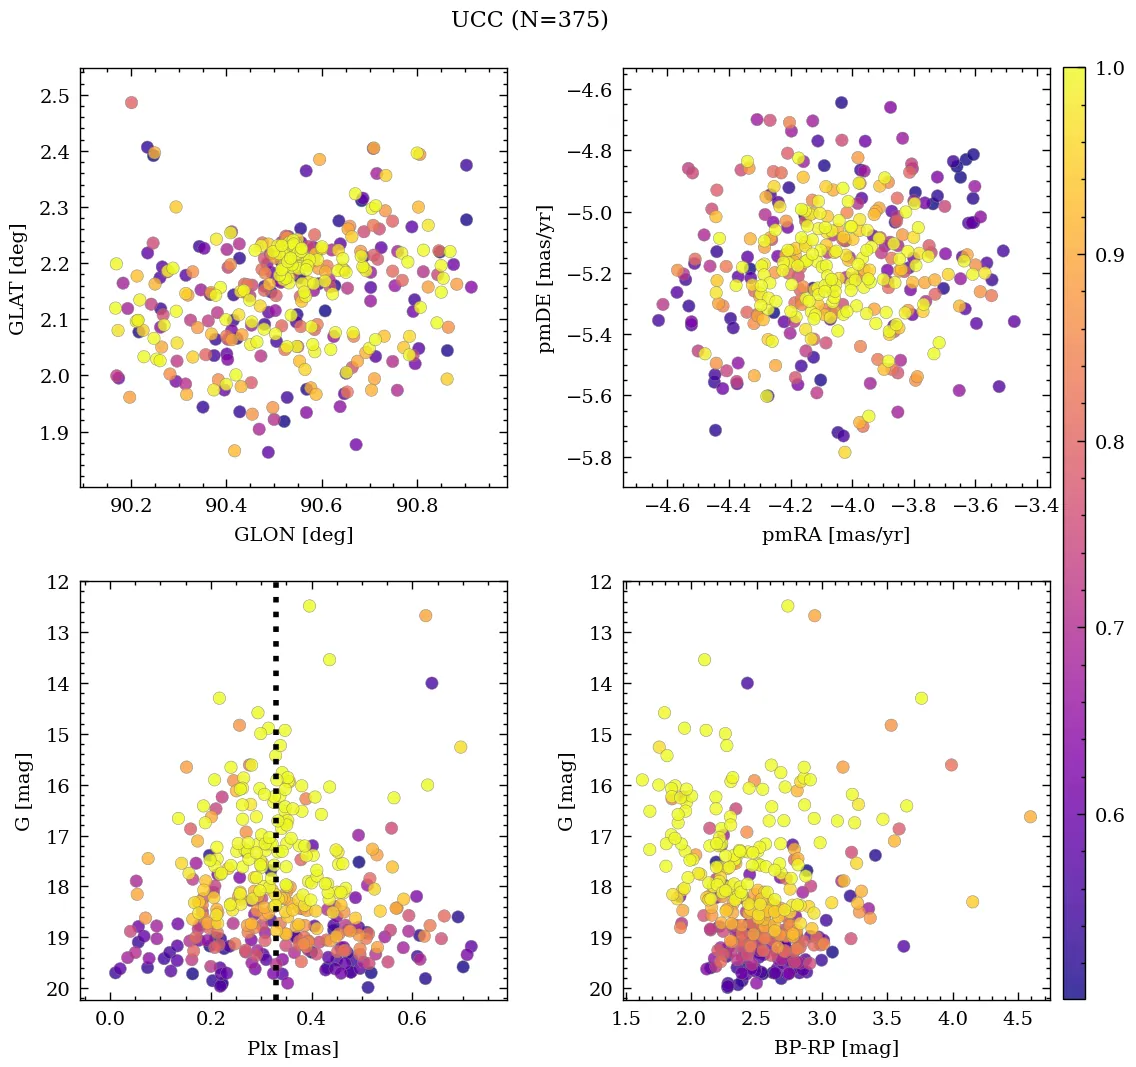 UCC (N=375)
2.5
2.4
2.3
2.2
2.1
2.0
1.9
GLAT [deg]
90.2 90.4 90.6 90.8
GLON [deg]
−4.6
−4.8
−5.0
−5.2
−5.4
−5.6
−5.8
pmDE [mas/yr]
−4.6 −4.4 −4.2 −4.0 −3.8 −3.6 −3.4
pmRA [mas/yr]
1.0
0.9
0.8
0.7
0.6
12
13
14
15
16
17
18
19
20
G [mag]
0.0 0.2 0.4 0.6
Plx [mas]
12
13
14
15
16
17
18
19
20
G [mag]
1.5 2.0 2.5 3.0 3.5 4.0 4.5
BP-RP [mag]